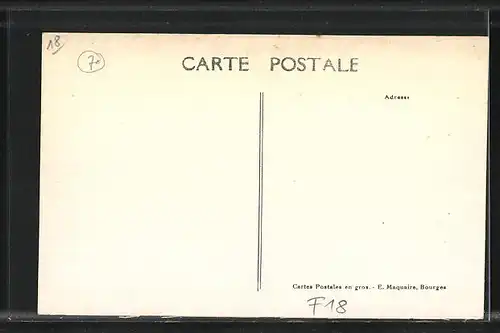 18
7
CARTE POSTALE
Adresse
Cartes Postales en gros. - E. Maquaire, Bourges
F18